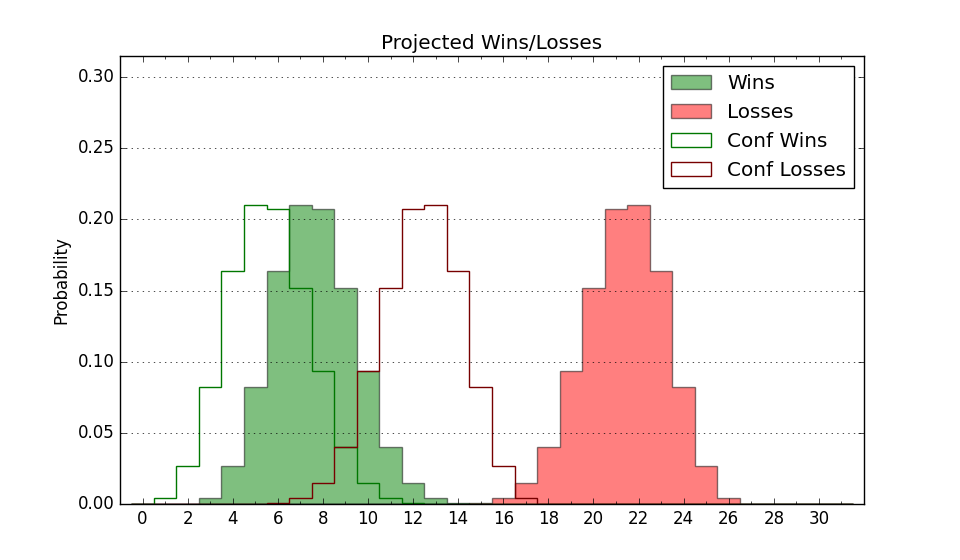 Projected Wins/Losses
Wins
Losses
Conf Wins
Conf Losses
Probability
0.30
0.25
0.20
0.15
0.10
0.05
0.00
0 2 4 6 8 10 12 14 16 18 20 22 24 26 28 30